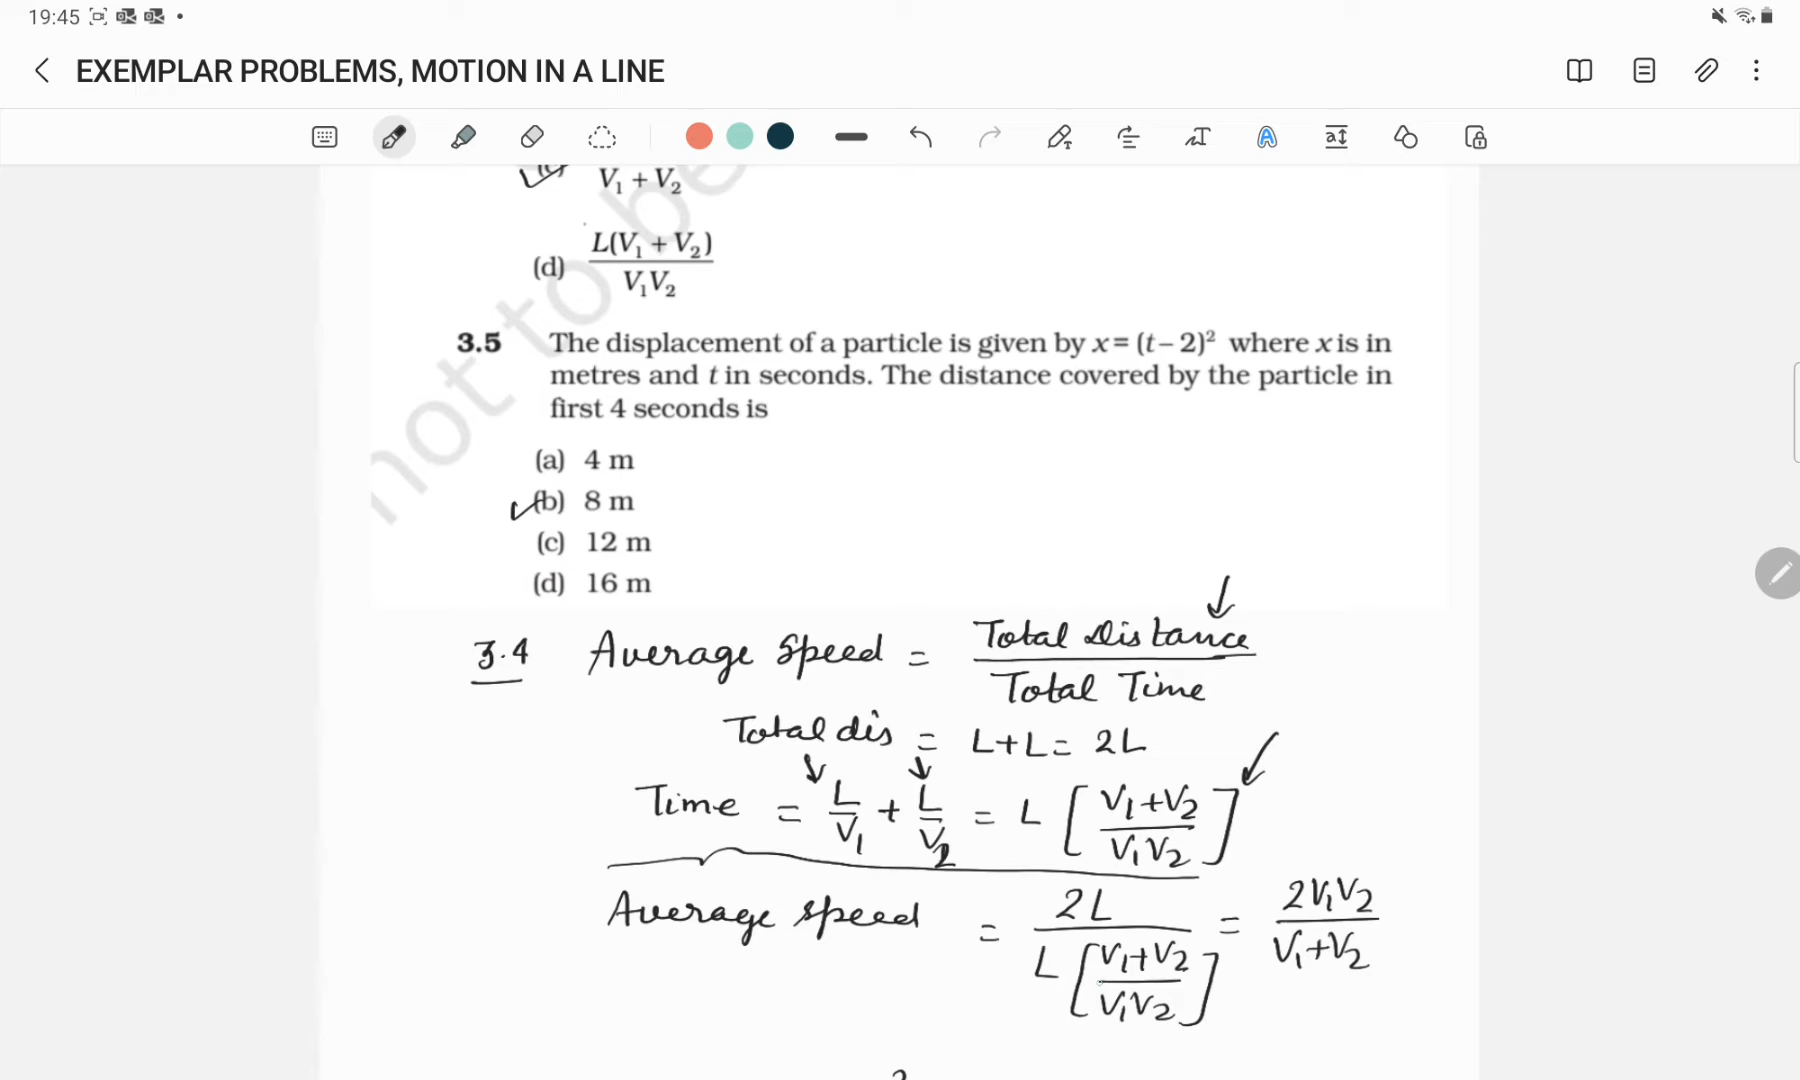 19:45
EXEMPLAR PROBLEMS, MOTION IN A LINE
V₁ + V₂
(d) L(V₁ + V₂) / V₁V₂
not to be
3.5 The displacement of a particle is given by x = (t – 2)² where x is in
metres and t in seconds. The distance covered by the particle in
first 4 seconds is
(a) 4 m
(b) 8 m
(c) 12 m
(d) 16 m
3.4 Average Speed = Total Distance / Total Time
Total dis = L+L = 2L
Time = L/V₁ + L/V₂ = L [ V₁+V₂ / V₁V₂ ]
Average speed = 2L / L [ V₁+V₂ / V₁V₂ ] = 2V₁V₂ / V₁+V₂